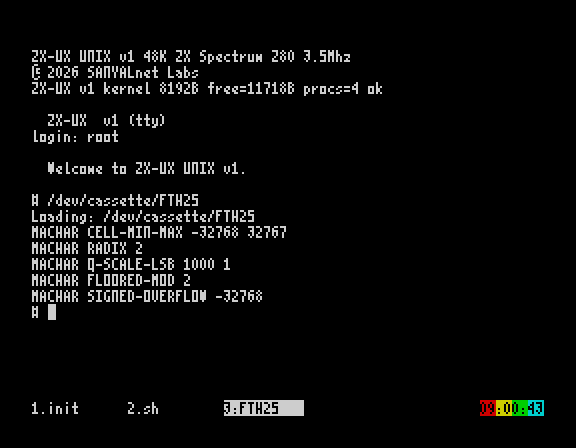 ZX-UX UNIX v1 48K ZX Spectrum Z80 3.5Mhz
© 2026 SANYALnet Labs
ZX-UX v1 kernel 8192B free=11718B procs=4 ok
ZX-UX  v1 (tty)
login: root
Welcome to ZX-UX UNIX v1.
# /dev/cassette/FTH25
Loading: /dev/cassette/FTH25
MACHAR CELL-MIN-MAX -32768 32767
MACHAR RADIX 2
MACHAR Q-SCALE-LSB 1000 1
MACHAR FLOORED-MOD 2
MACHAR SIGNED-OVERFLOW -32768
#
1.init 2.sh 3.FTH25 09:00:43